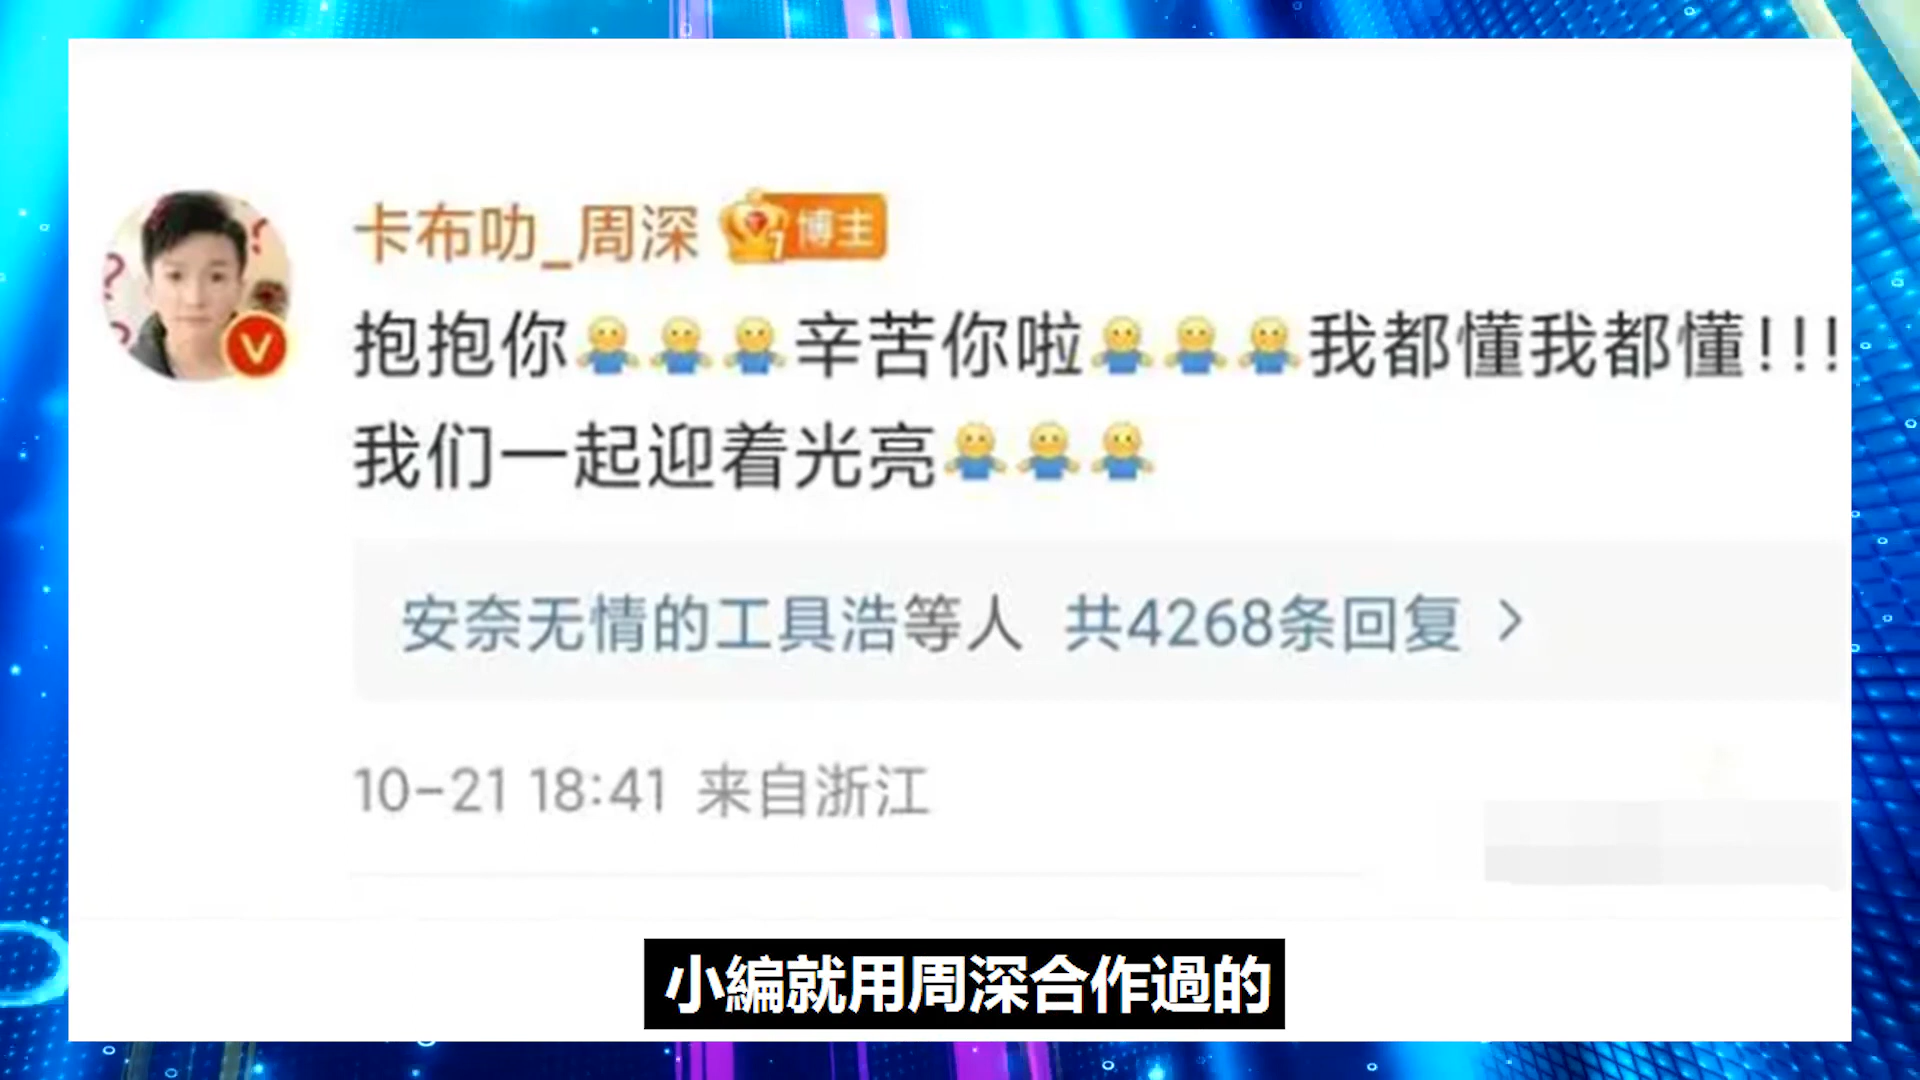 卡布叻_周深 1 博主
抱抱你辛苦你啦我都懂我都懂!!!
我们一起迎着光亮
安奈无情的工具浩等人 共4268条回复 >
10-21 18:41 来自浙江
小編就用周深合作過的